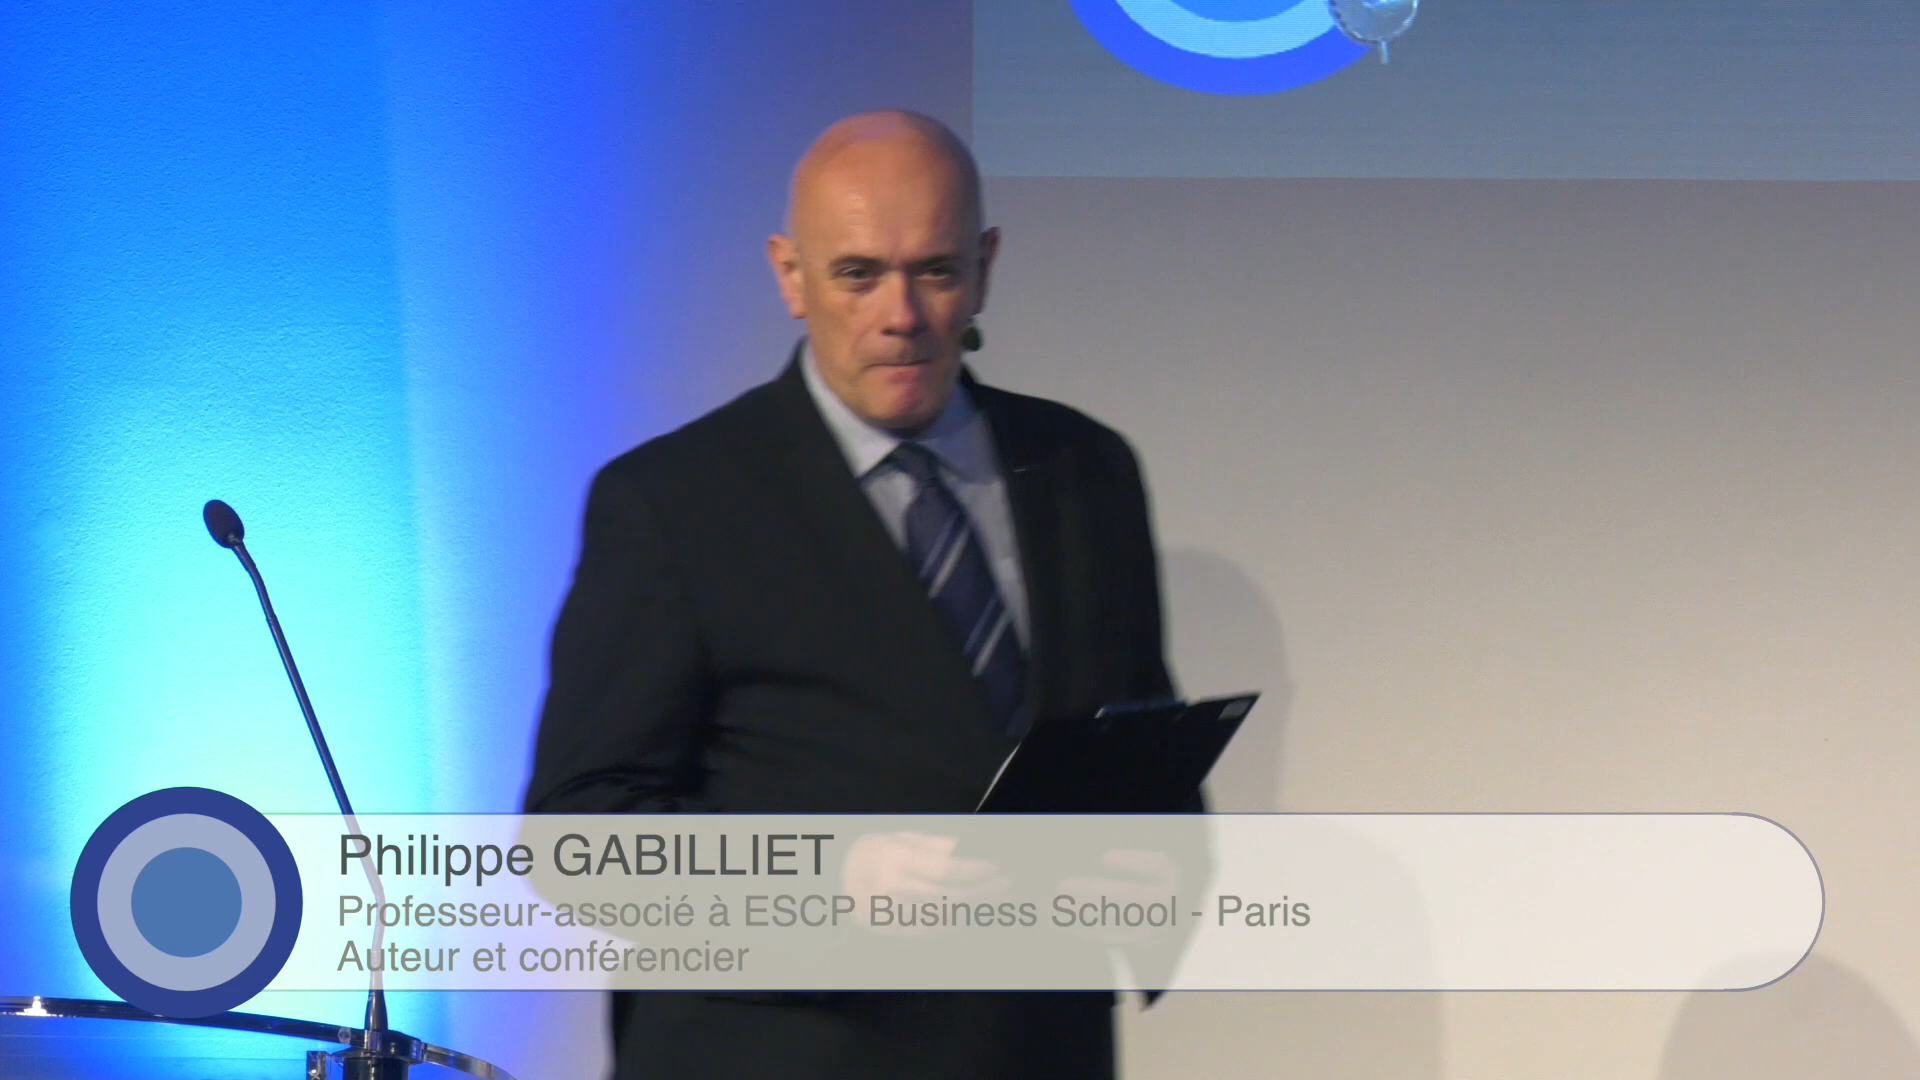 Philippe GABILLIET
Professeur-associé à ESCP Business School - Paris
Auteur et conférencier